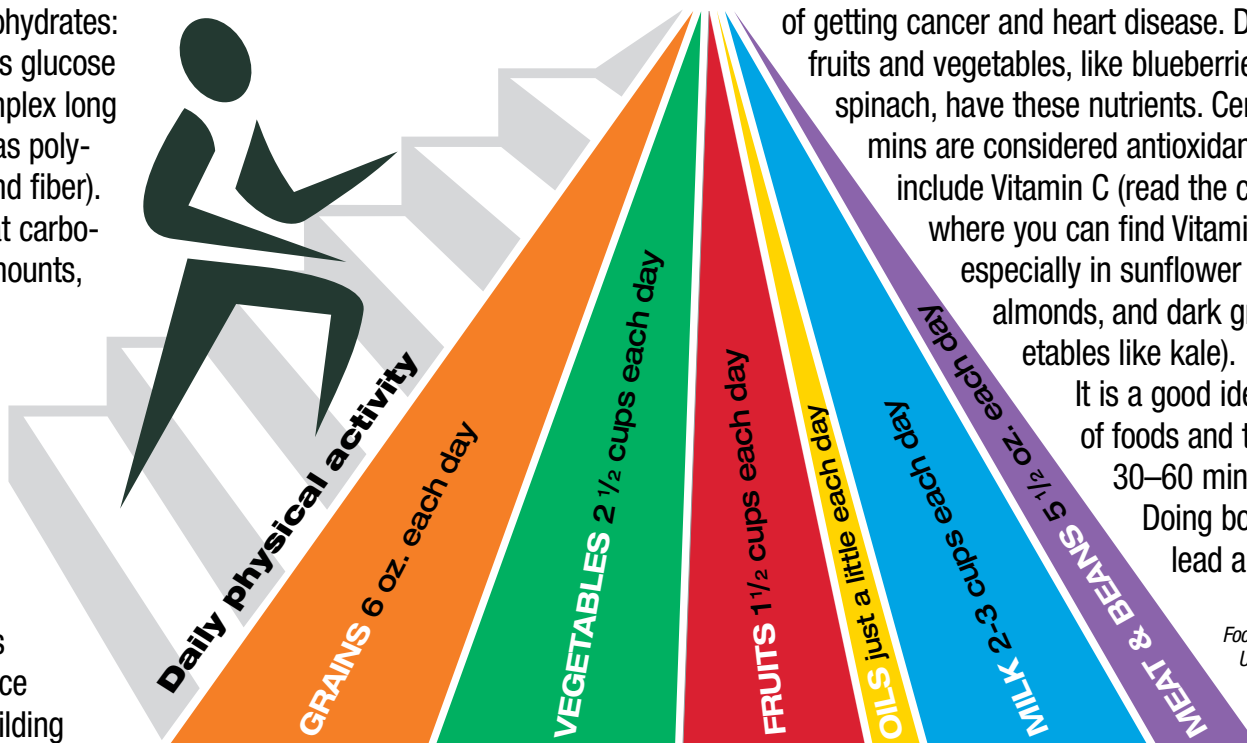 ohydrates:
s glucose
mplex long
as poly-
nd fiber).
at carbo-
mounts,
s
ce
ilding
Daily physical activity
GRAINS 6 oz. each day
VEGETABLES 2 1/2 cups each day
FRUITS 1 1/2 cups each day
OILS just a little each day
MILK 2-3 cups each day
MEAT & BEANS 5 1/2 oz. each day
of getting cancer and heart disease. D
fruits and vegetables, like blueberrie
spinach, have these nutrients. Cer
mins are considered antioxidan
include Vitamin C (read the c
where you can find Vitami
especially in sunflower
almonds, and dark g
etables like kale).
It is a good ide
of foods and t
30–60 min
Doing bo
lead a
Foo
U